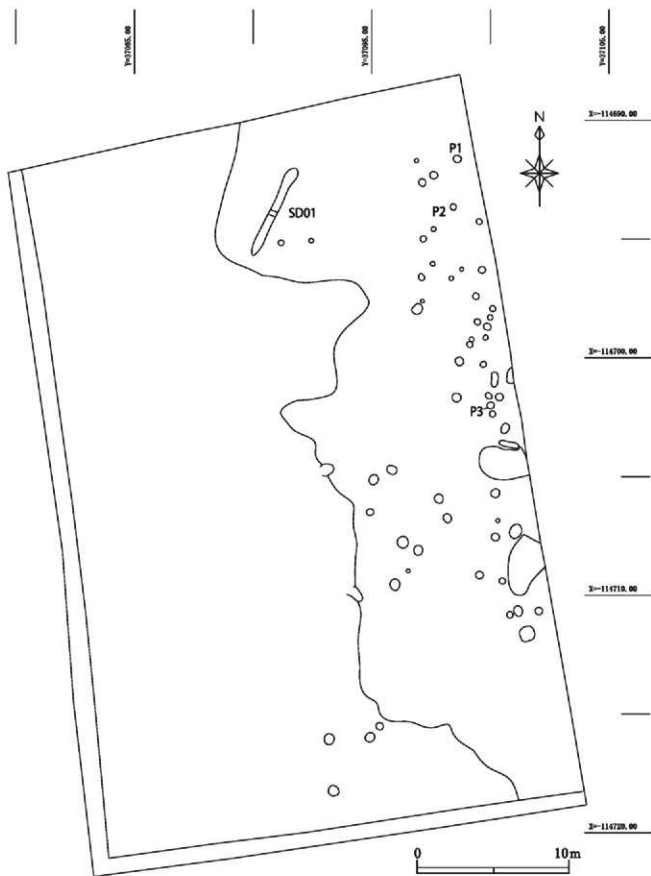 Y=37085.00
Y=37095.00
Y=37105.00
X=-114690.00
N
P1
P2
SD01
X=-114700.00
P3
X=-114710.00
X=-114720.00
0 10m